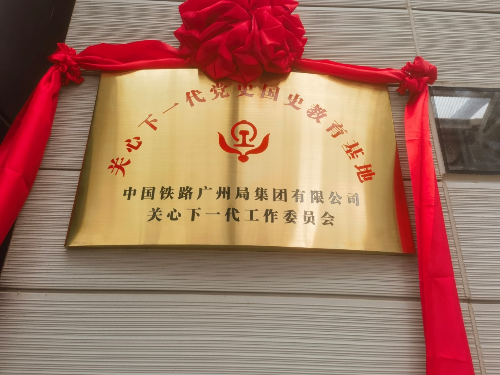 关心下一代党史国史教育基地
中国铁路广州局集团有限公司
关心下一代工作委员会